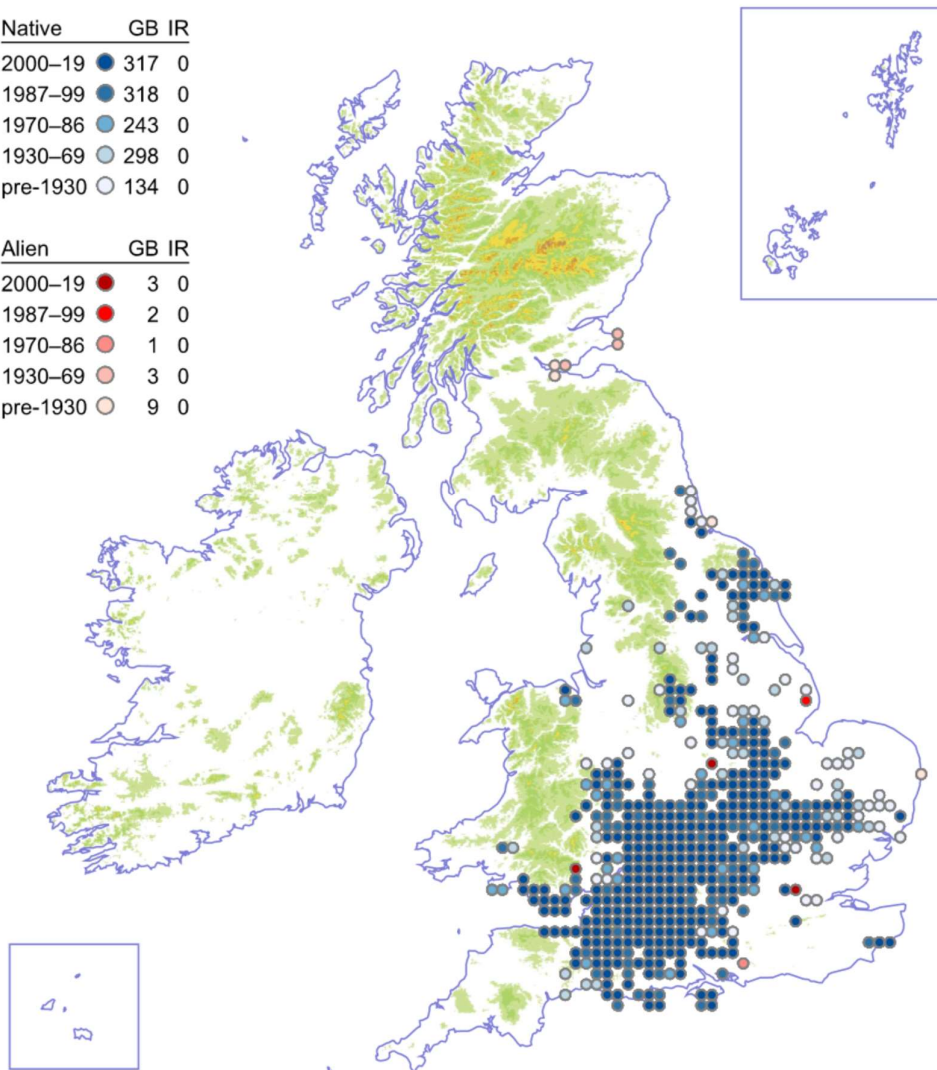 Native GB IR
2000–19 317 0
1987–99 318 0
1970–86 243 0
1930–69 298 0
pre-1930 134 0
Alien GB IR
2000–19 3 0
1987–99 2 0
1970–86 1 0
1930–69 3 0
pre-1930 9 0